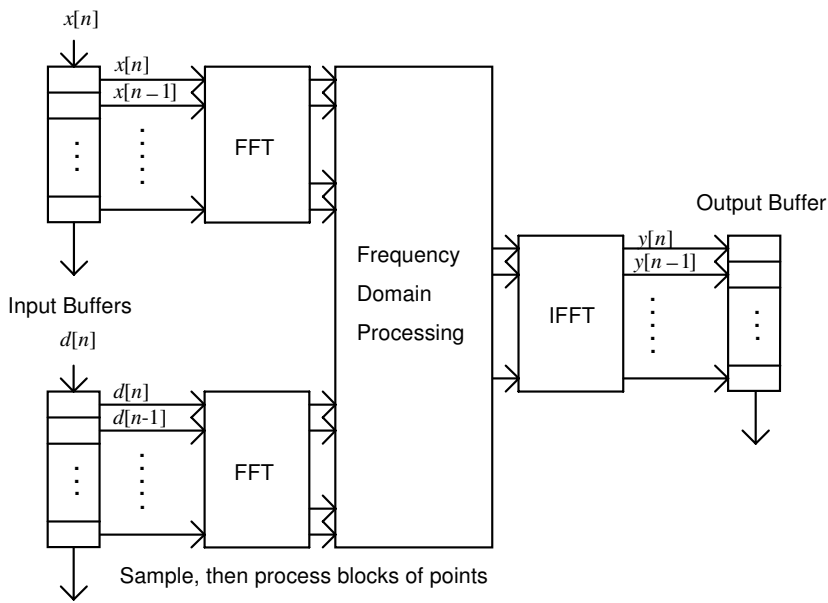 x[n]
x[n]
x[n – 1]
FFT
Output Buffer
Frequency
Domain
Processing
y[n]
y[n – 1]
IFFT
Input Buffers
d[n]
d[n]
d[n-1]
FFT
Sample, then process blocks of points